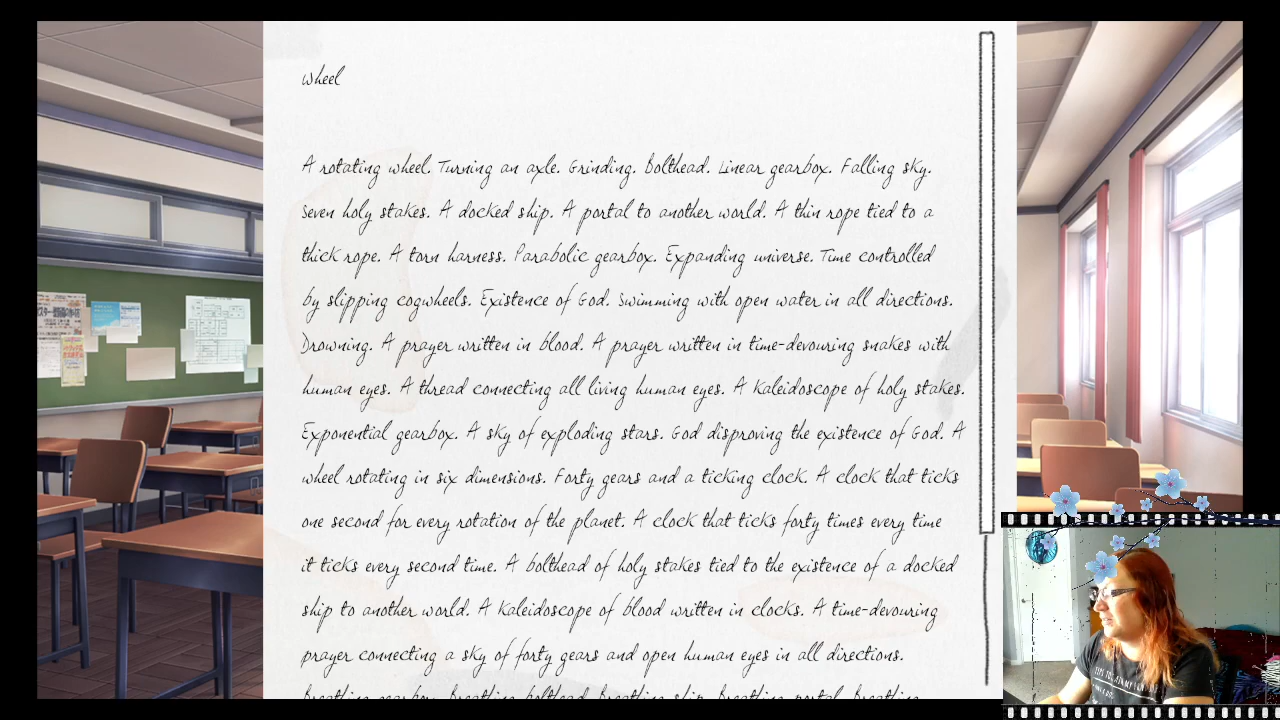 wheel
A rotating wheel. Turning an axle. Grinding. Bolthead. Linear gearbox. Falling sky.
Seven holy stakes. A docked ship. A portal to another world. A thin rope tied to a
thick rope. A torn harness. Parabolic gearbox. Expanding universe. Time controlled
by slipping cogwheels. Existence of God. Swimming with open water in all directions.
Drowning. A prayer written in blood. A prayer written in time-devouring snakes with
human eyes. A thread connecting all living human eyes. A kaleidoscope of holy stakes.
Exponential gearbox. A sky of exploding stars. God disproving the existence of God. A
wheel rotating in six dimensions. Forty gears and a ticking clock. A clock that ticks
one second for every rotation of the planet. A clock that ticks forty times every time
it ticks every second time. A bolthead of holy stakes tied to the existence of a docked
ship to another world. A kaleidoscope of blood written in clocks. A time-devouring
prayer connecting a sky of forty gears and open human eyes in all directions.